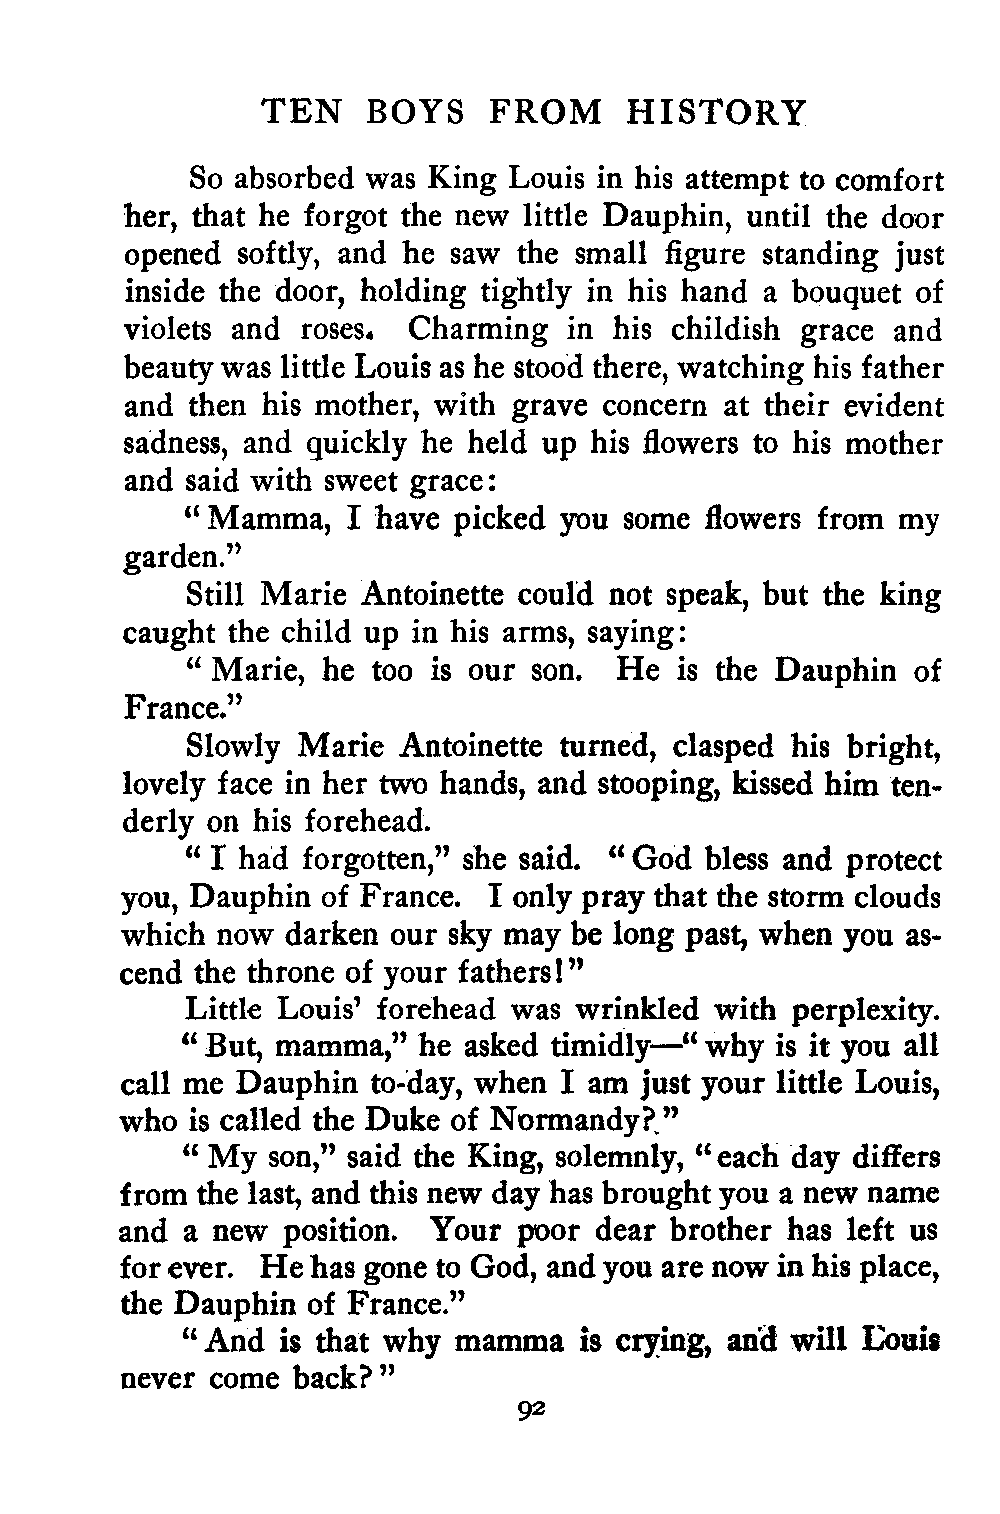 TEN BOYS FROM HISTORY
So absorbed was King Louis in his attempt to comfort
her, that he forgot the new little Dauphin, until the door
opened softly, and he saw the small figure standing just
inside the door, holding tightly in his hand a bouquet of
violets and roses. Charming in his childish grace and
beauty was little Louis as he stood there, watching his father
and then his mother, with grave concern at their evident
sadness, and quickly he held up his flowers to his mother
and said with sweet grace:
“ Mamma, I have picked you some flowers from my
garden.”
Still Marie Antoinette could not speak, but the king
caught the child up in his arms, saying:
“ Marie, he too is our son. He is the Dauphin of
France.”
Slowly Marie Antoinette turned, clasped his bright,
lovely face in her two hands, and stooping, kissed him ten-
derly on his forehead.
“ I had forgotten,” she said. “ God bless and protect
you, Dauphin of France. I only pray that the storm clouds
which now darken our sky may be long past, when you as-
cend the throne of your fathers!”
Little Louis’ forehead was wrinkled with perplexity.
“ But, mamma,” he asked timidly—“ why is it you all
call me Dauphin to-day, when I am just your little Louis,
who is called the Duke of Normandy?”
“ My son,” said the King, solemnly, “ each day differs
from the last, and this new day has brought you a new name
and a new position. Your poor dear brother has left us
for ever. He has gone to God, and you are now in his place,
the Dauphin of France.”
“ And is that why mamma is crying, and will Louis
never come back? ”
92